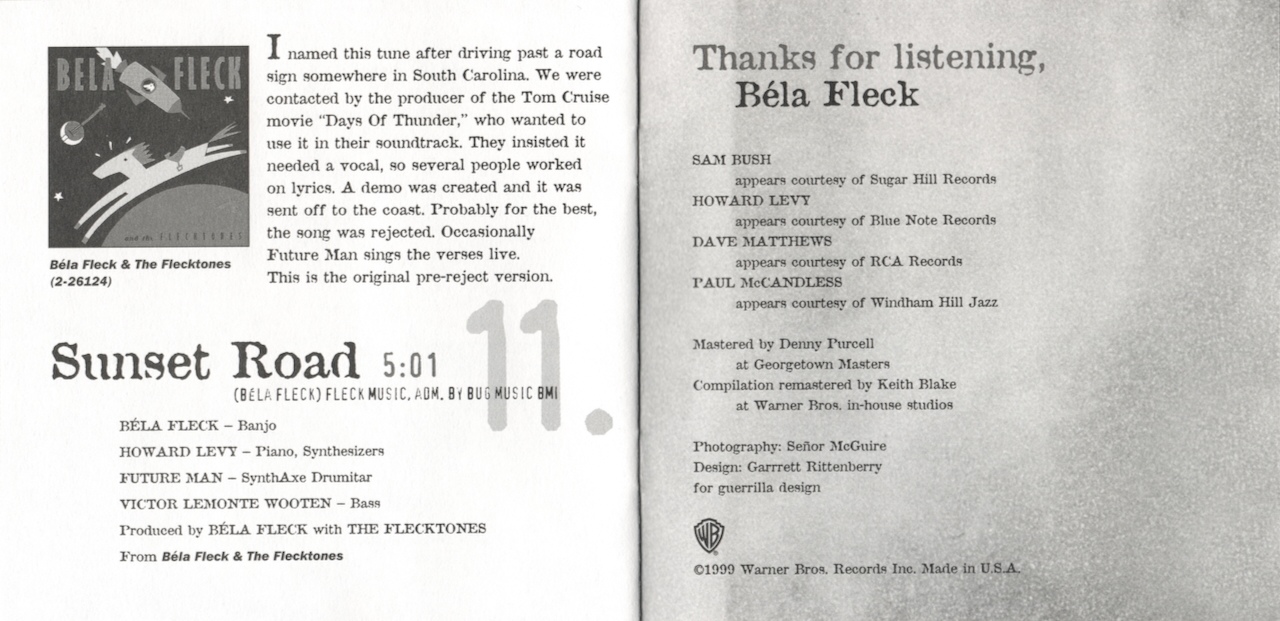 BÉLA FLECK
and the FLECKTONES
Béla Fleck & The Flecktones
(2-26124)
I named this tune after driving past a road
sign somewhere in South Carolina. We were
contacted by the producer of the Tom Cruise
movie “Days Of Thunder,” who wanted to
use it in their soundtrack. They insisted it
needed a vocal, so several people worked
on lyrics. A demo was created and it was
sent off to the coast. Probably for the best,
the song was rejected. Occasionally
Future Man sings the verses live.
This is the original pre-reject version.
11.
Sunset Road 5:01
(BÉLA FLECK) FLECK MUSIC, ADM. BY BUG MUSIC BMI
BÉLA FLECK – Banjo
HOWARD LEVY – Piano, Synthesizers
FUTURE MAN – SynthAxe Drumitar
VICTOR LEMONTE WOOTEN – Bass
Produced by BÉLA FLECK with THE FLECKTONES
From Béla Fleck & The Flecktones
Thanks for listening,
Béla Fleck
SAM BUSH
appears courtesy of Sugar Hill Records
HOWARD LEVY
appears courtesy of Blue Note Records
DAVE MATTHEWS
appears courtesy of RCA Records
PAUL McCANDLESS
appears courtesy of Windham Hill Jazz
Mastered by Denny Purcell
at Georgetown Masters
Compilation remastered by Keith Blake
at Warner Bros. in-house studios
Photography: Señor McGuire
Design: Garrrett Rittenberry
for guerrilla design
WB
©1999 Warner Bros. Records Inc. Made in U.S.A.